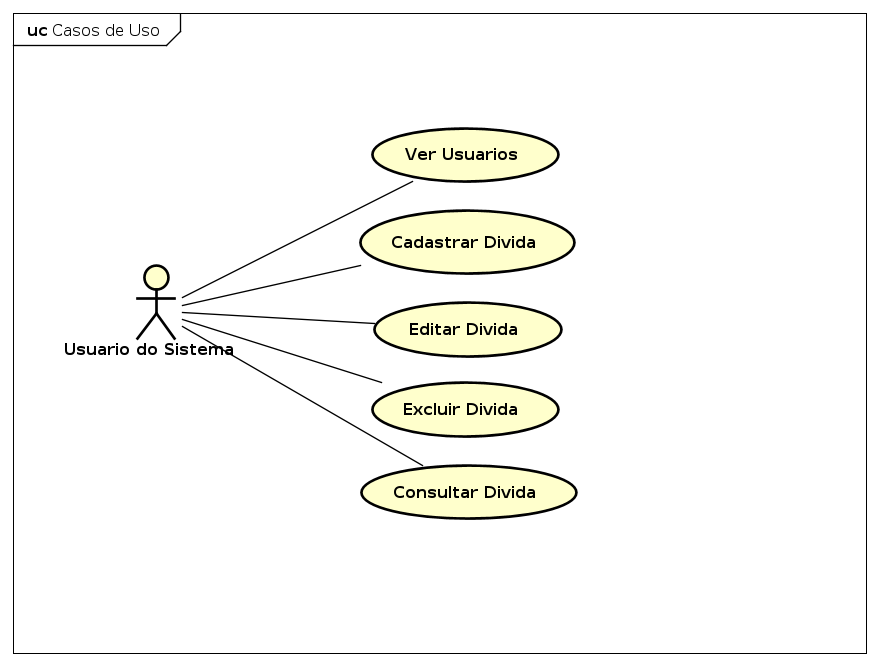 uc Casos de Uso
Ver Usuarios
Cadastrar Divida
Usuario do Sistema
Editar Divida
Excluir Divida
Consultar Divida